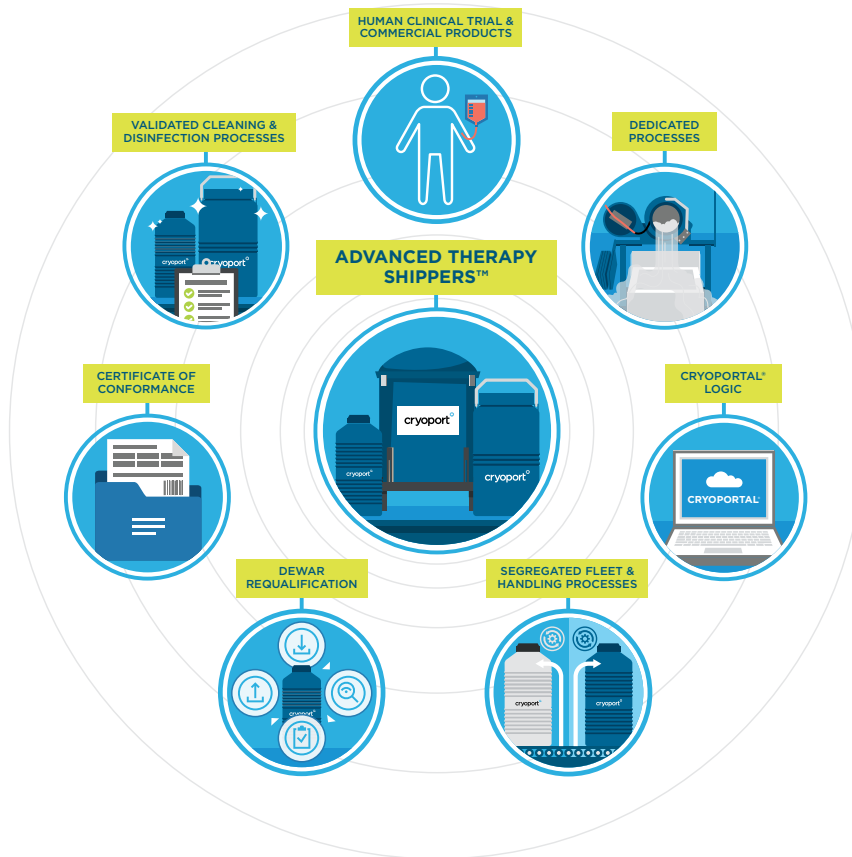 HUMAN CLINICAL TRIAL &
COMMERCIAL PRODUCTS
VALIDATED CLEANING &
DISINFECTION PROCESSES
DEDICATED
PROCESSES
cryoport
cryoport
ADVANCED THERAPY
SHIPPERS™
CERTIFICATE OF
CONFORMANCE
CRYOPORTAL®
LOGIC
cryoport
cryoport
cryoport
CRYOPORTAL
DEWAR
REQUALIFICATION
SEGREGATED FLEET &
HANDLING PROCESSES
cryoport
cryoport
cryoport